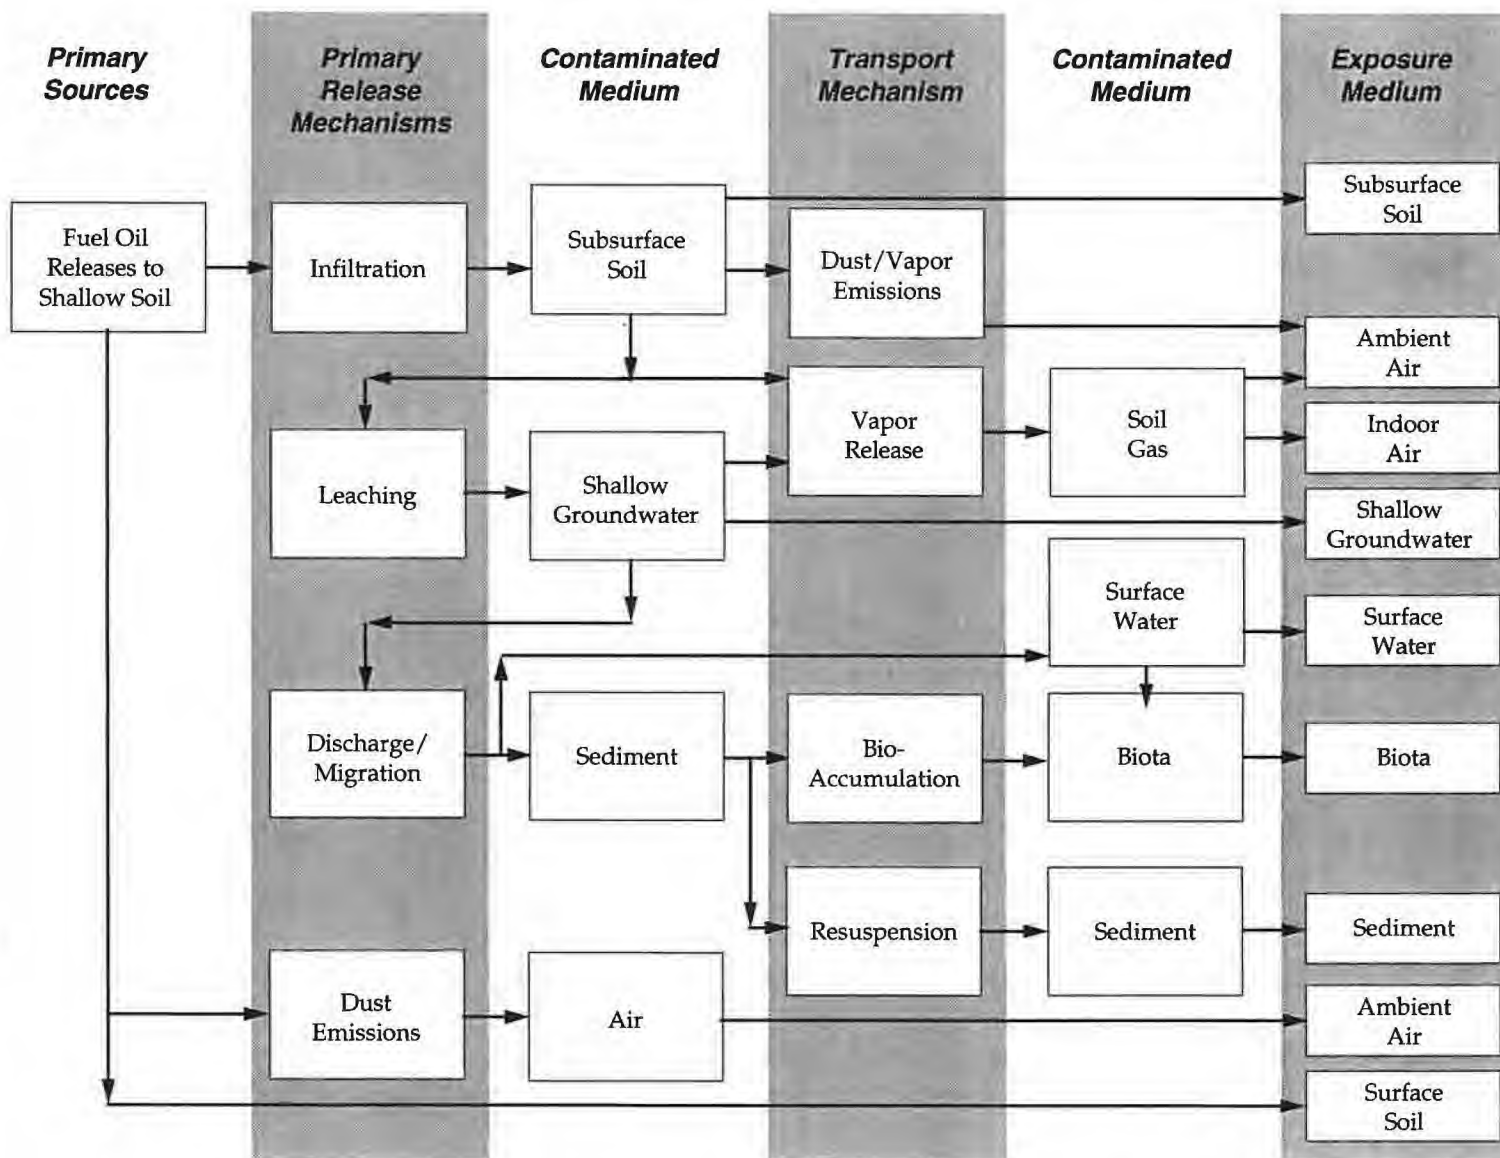 Primary
Sources
Primary
Release
Mechanisms
Contaminated
Medium
Transport
Mechanism
Contaminated
Medium
Exposure
Medium
Fuel Oil
Releases to
Shallow Soil
Infiltration
Subsurface
Soil
Dust/Vapor
Emissions
Subsurface
Soil
Ambient
Air
Leaching
Shallow
Groundwater
Vapor
Release
Soil
Gas
Indoor
Air
Shallow
Groundwater
Surface
Water
Surface
Water
Discharge/
Migration
Sediment
Bio-
Accumulation
Biota
Biota
Resuspension
Sediment
Sediment
Dust
Emissions
Air
Ambient
Air
Surface
Soil